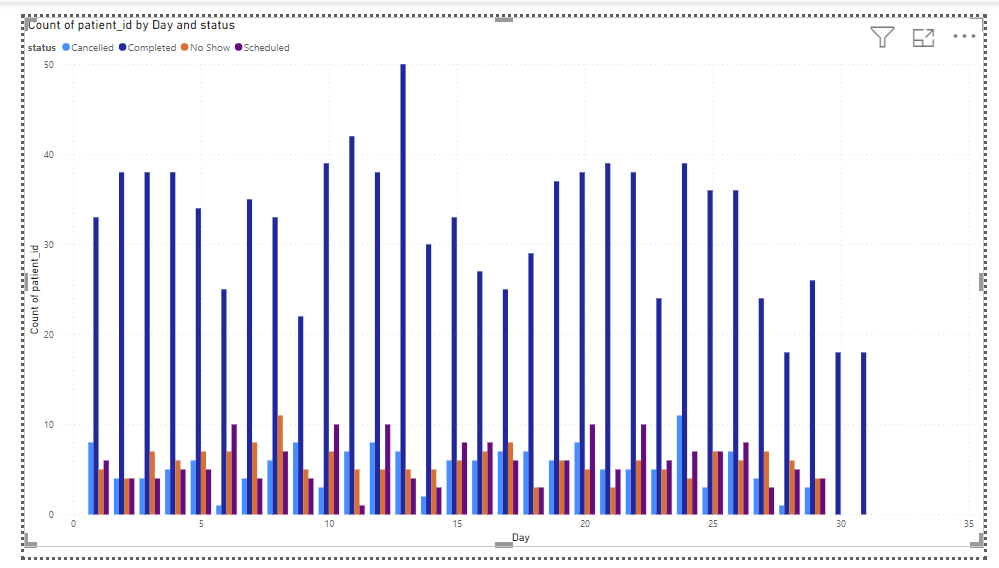 Count of patient_id by Day and status
status Cancelled Completed No Show Scheduled
50
40
30
20
10
0
Count of patient_id
0 5 10 15 20 25 30 35
Day